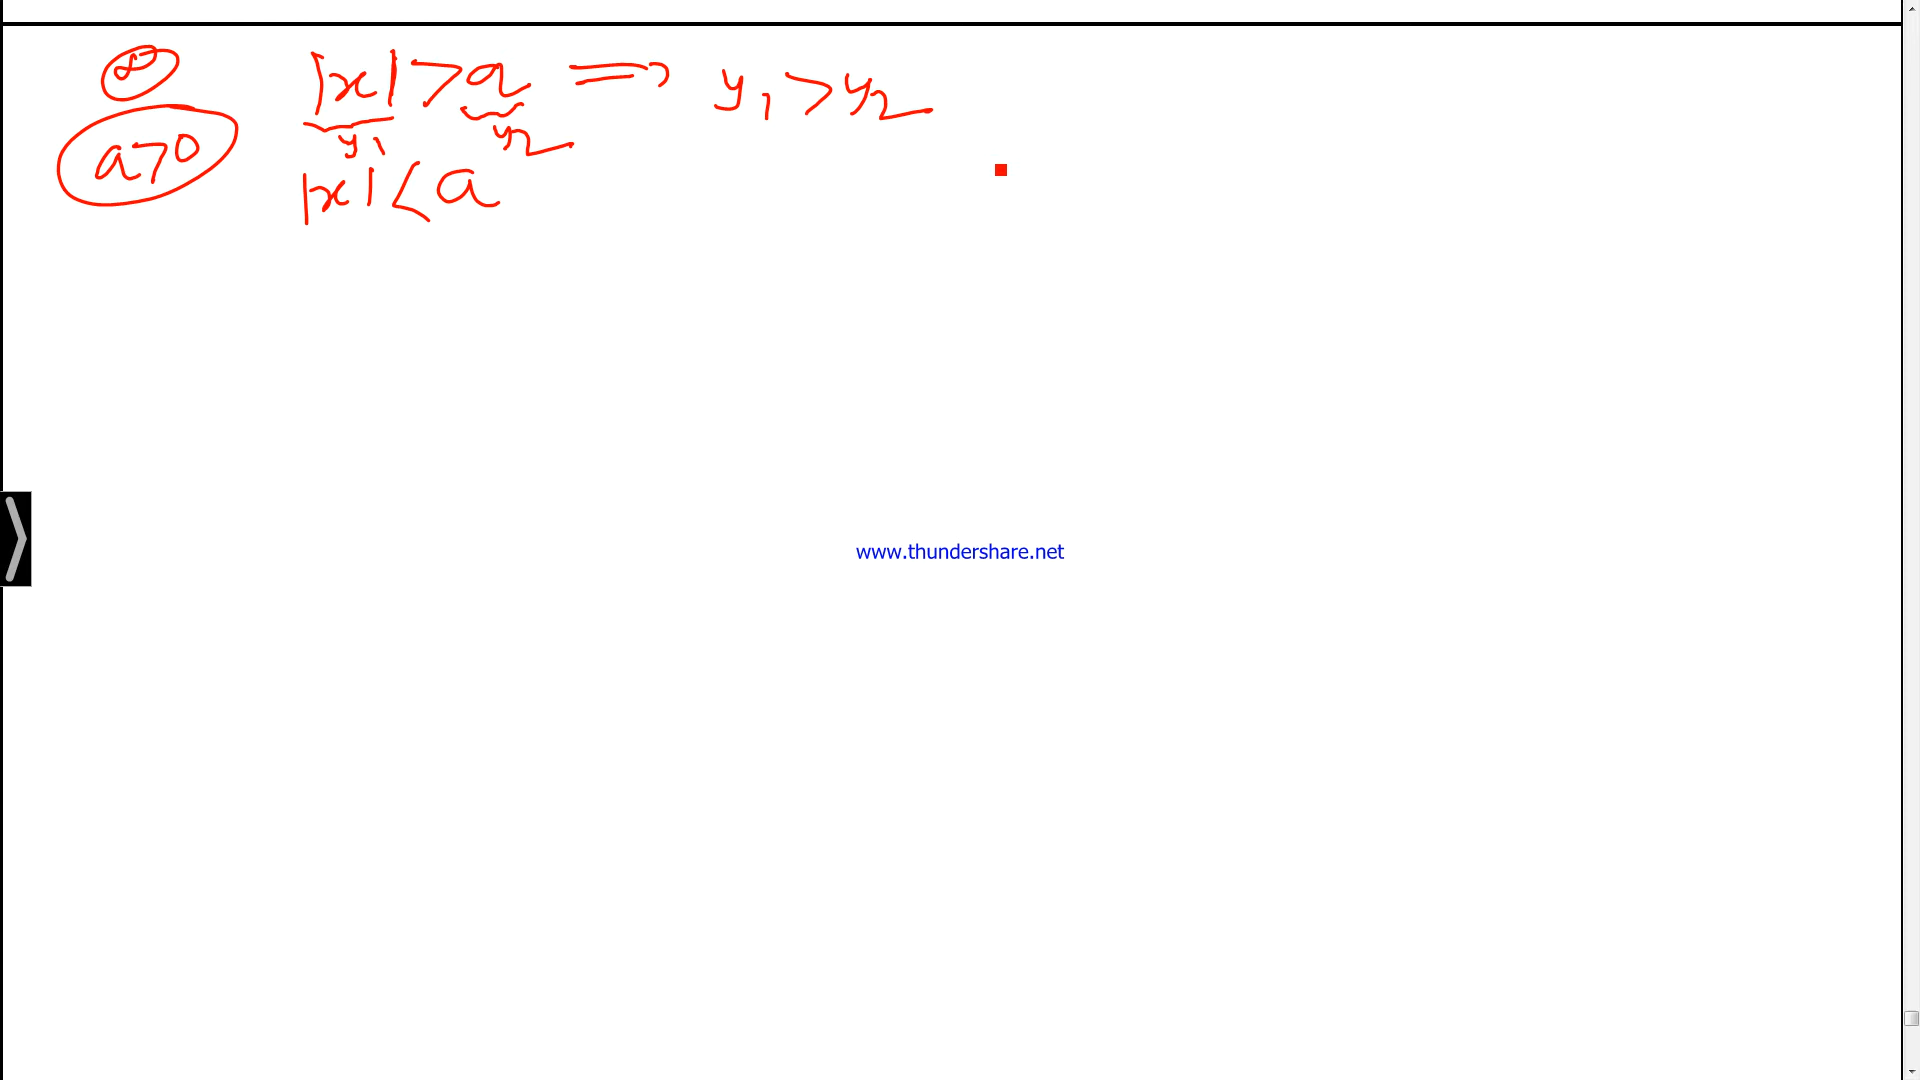 |x| > a ⇒ y₁ > y₂
a>0
y₁ y₂
|x| < a
www.thundershare.net